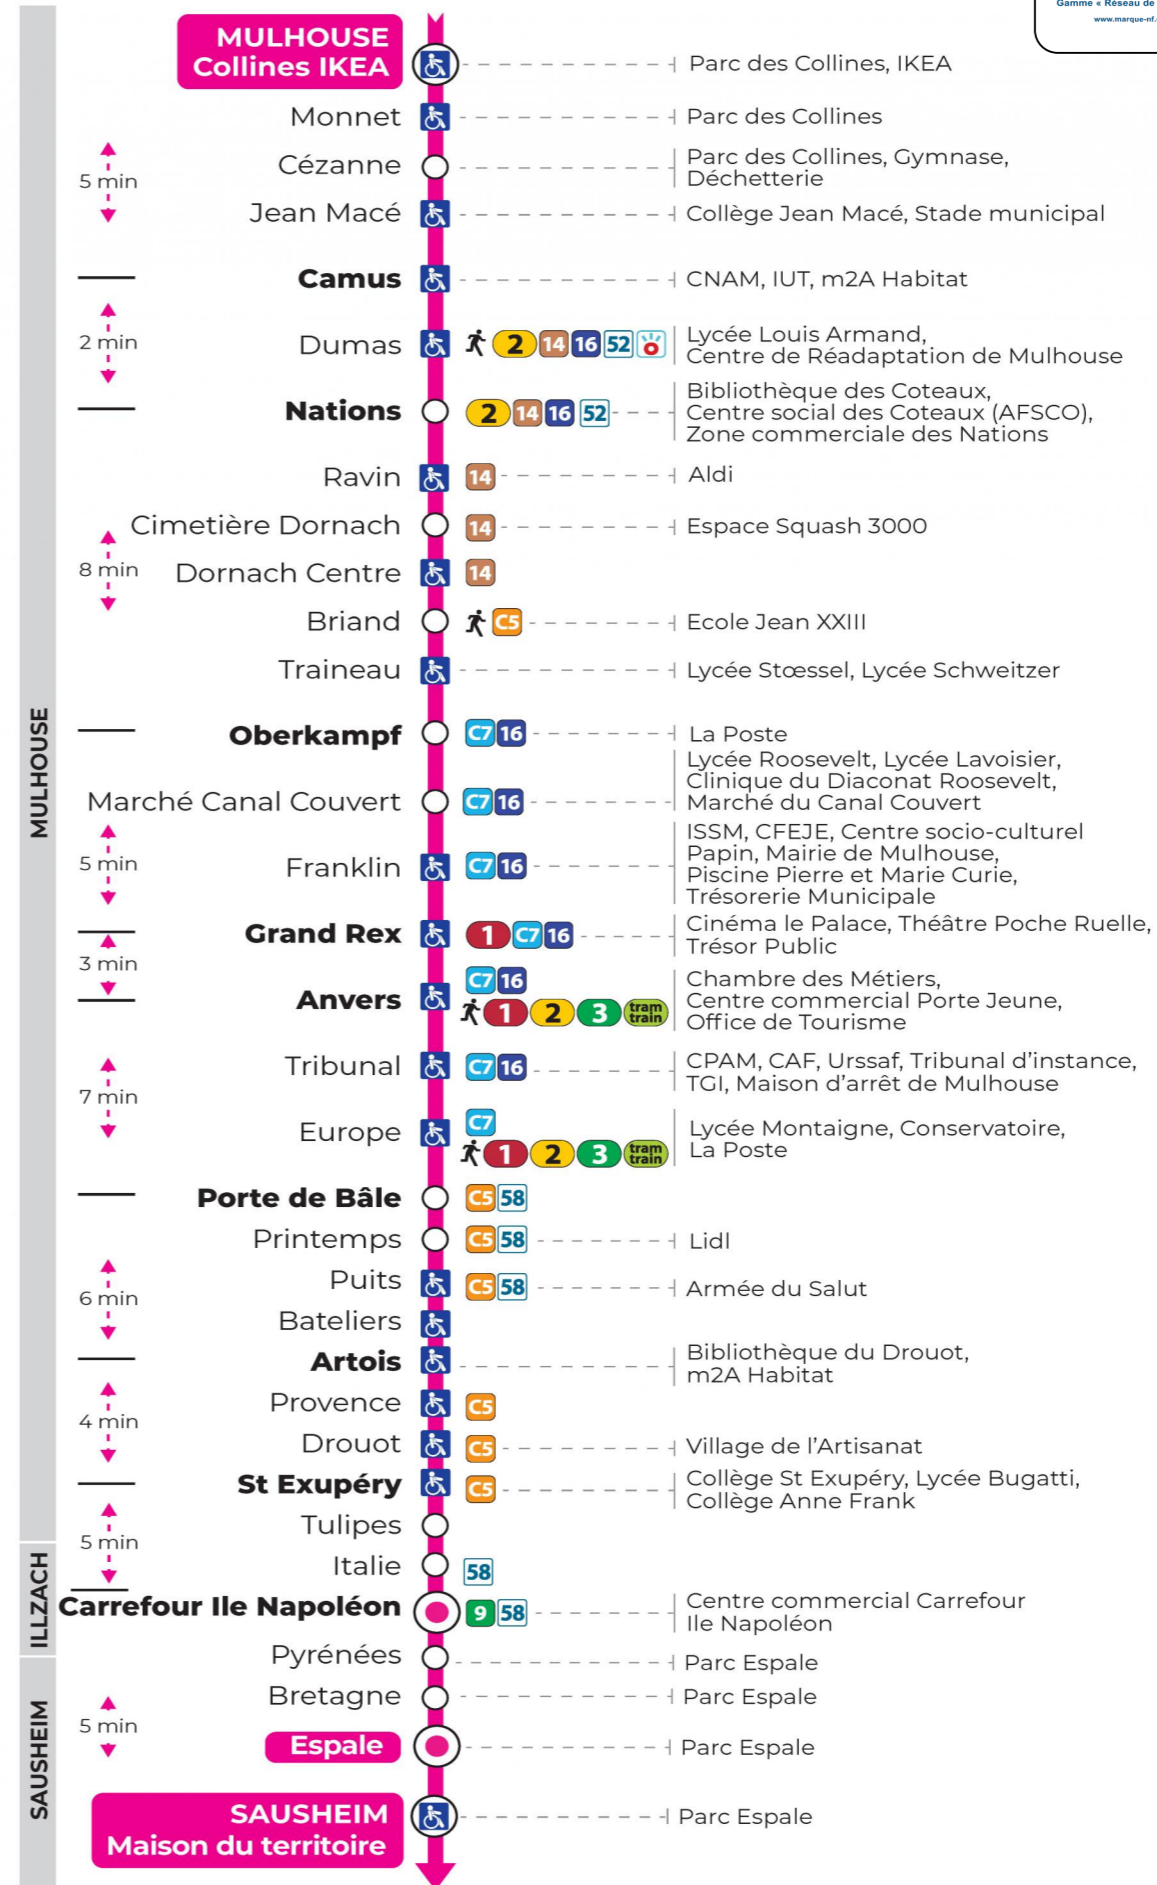 Gamme « Réseau de
www.marque-nf.
MULHOUSE
Collines IKEA
Parc des Collines, IKEA
Monnet
Parc des Collines
Cézanne
Parc des Collines, Gymnase,
Déchetterie
5 min
Jean Macé
Collège Jean Macé, Stade municipal
Camus
CNAM, IUT, m2A Habitat
2 min
Dumas
2 14 16 52
Lycée Louis Armand,
Centre de Réadaptation de Mulhouse
Nations
2 14 16 52
Bibliothèque des Coteaux,
Centre social des Coteaux (AFSCO),
Zone commerciale des Nations
Ravin
14
Aldi
Cimetière Dornach
14
Espace Squash 3000
8 min
Dornach Centre
14
Briand
C5
Ecole Jean XXIII
Traineau
Lycée Stœssel, Lycée Schweitzer
Oberkampf
C7 16
La Poste
Marché Canal Couvert
C7 16
Lycée Roosevelt, Lycée Lavoisier,
Clinique du Diaconat Roosevelt,
Marché du Canal Couvert
5 min
Franklin
C7 16
ISSM, CFEJE, Centre socio-culturel
Papin, Mairie de Mulhouse,
Piscine Pierre et Marie Curie,
Trésorerie Municipale
Grand Rex
1 C7 16
Cinéma le Palace, Théâtre Poche Ruelle,
Trésor Public
3 min
Anvers
C7 16
1 2 3 tram train
Chambre des Métiers,
Centre commercial Porte Jeune,
Office de Tourisme
Tribunal
C7 16
CPAM, CAF, Urssaf, Tribunal d'instance,
TGI, Maison d'arrêt de Mulhouse
7 min
Europe
C7
1 2 3 tram train
Lycée Montaigne, Conservatoire,
La Poste
Porte de Bâle
C5 58
Printemps
C5 58
Lidl
6 min
Puits
C5 58
Armée du Salut
Bateliers
Artois
Bibliothèque du Drouot,
m2A Habitat
Provence
C5
4 min
Drouot
C5
Village de l'Artisanat
St Exupéry
C5
Collège St Exupéry, Lycée Bugatti,
Collège Anne Frank
Tulipes
5 min
Italie
58
Carrefour Ile Napoléon
9 58
Centre commercial Carrefour
Ile Napoléon
Pyrénées
Parc Espale
Bretagne
Parc Espale
5 min
Espale
Parc Espale
SAUSHEIM
Maison du territoire
Parc Espale
MULHOUSE
ILLZACH
SAUSHEIM